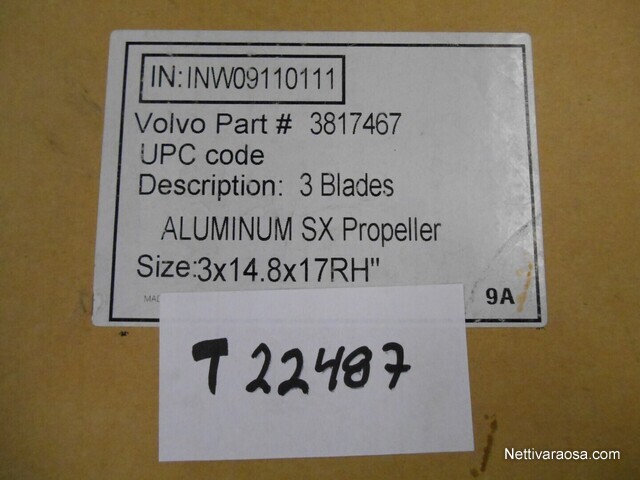 IN:INW09110111
Volvo Part # 3817467
UPC code
Description: 3 Blades
ALUMINUM SX Propeller
Size:3x14.8x17RH"
9A
T 22487
Nettivaraosa.com